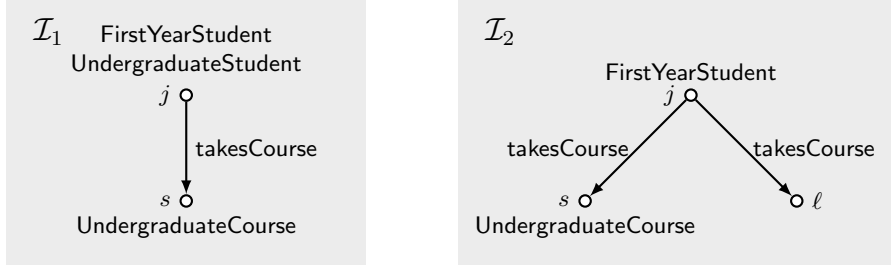 I₁
FirstYearStudent
UndergraduateStudent
j
takesCourse
s
UndergraduateCourse
I₂
FirstYearStudent
j
takesCourse
takesCourse
s
ℓ
UndergraduateCourse